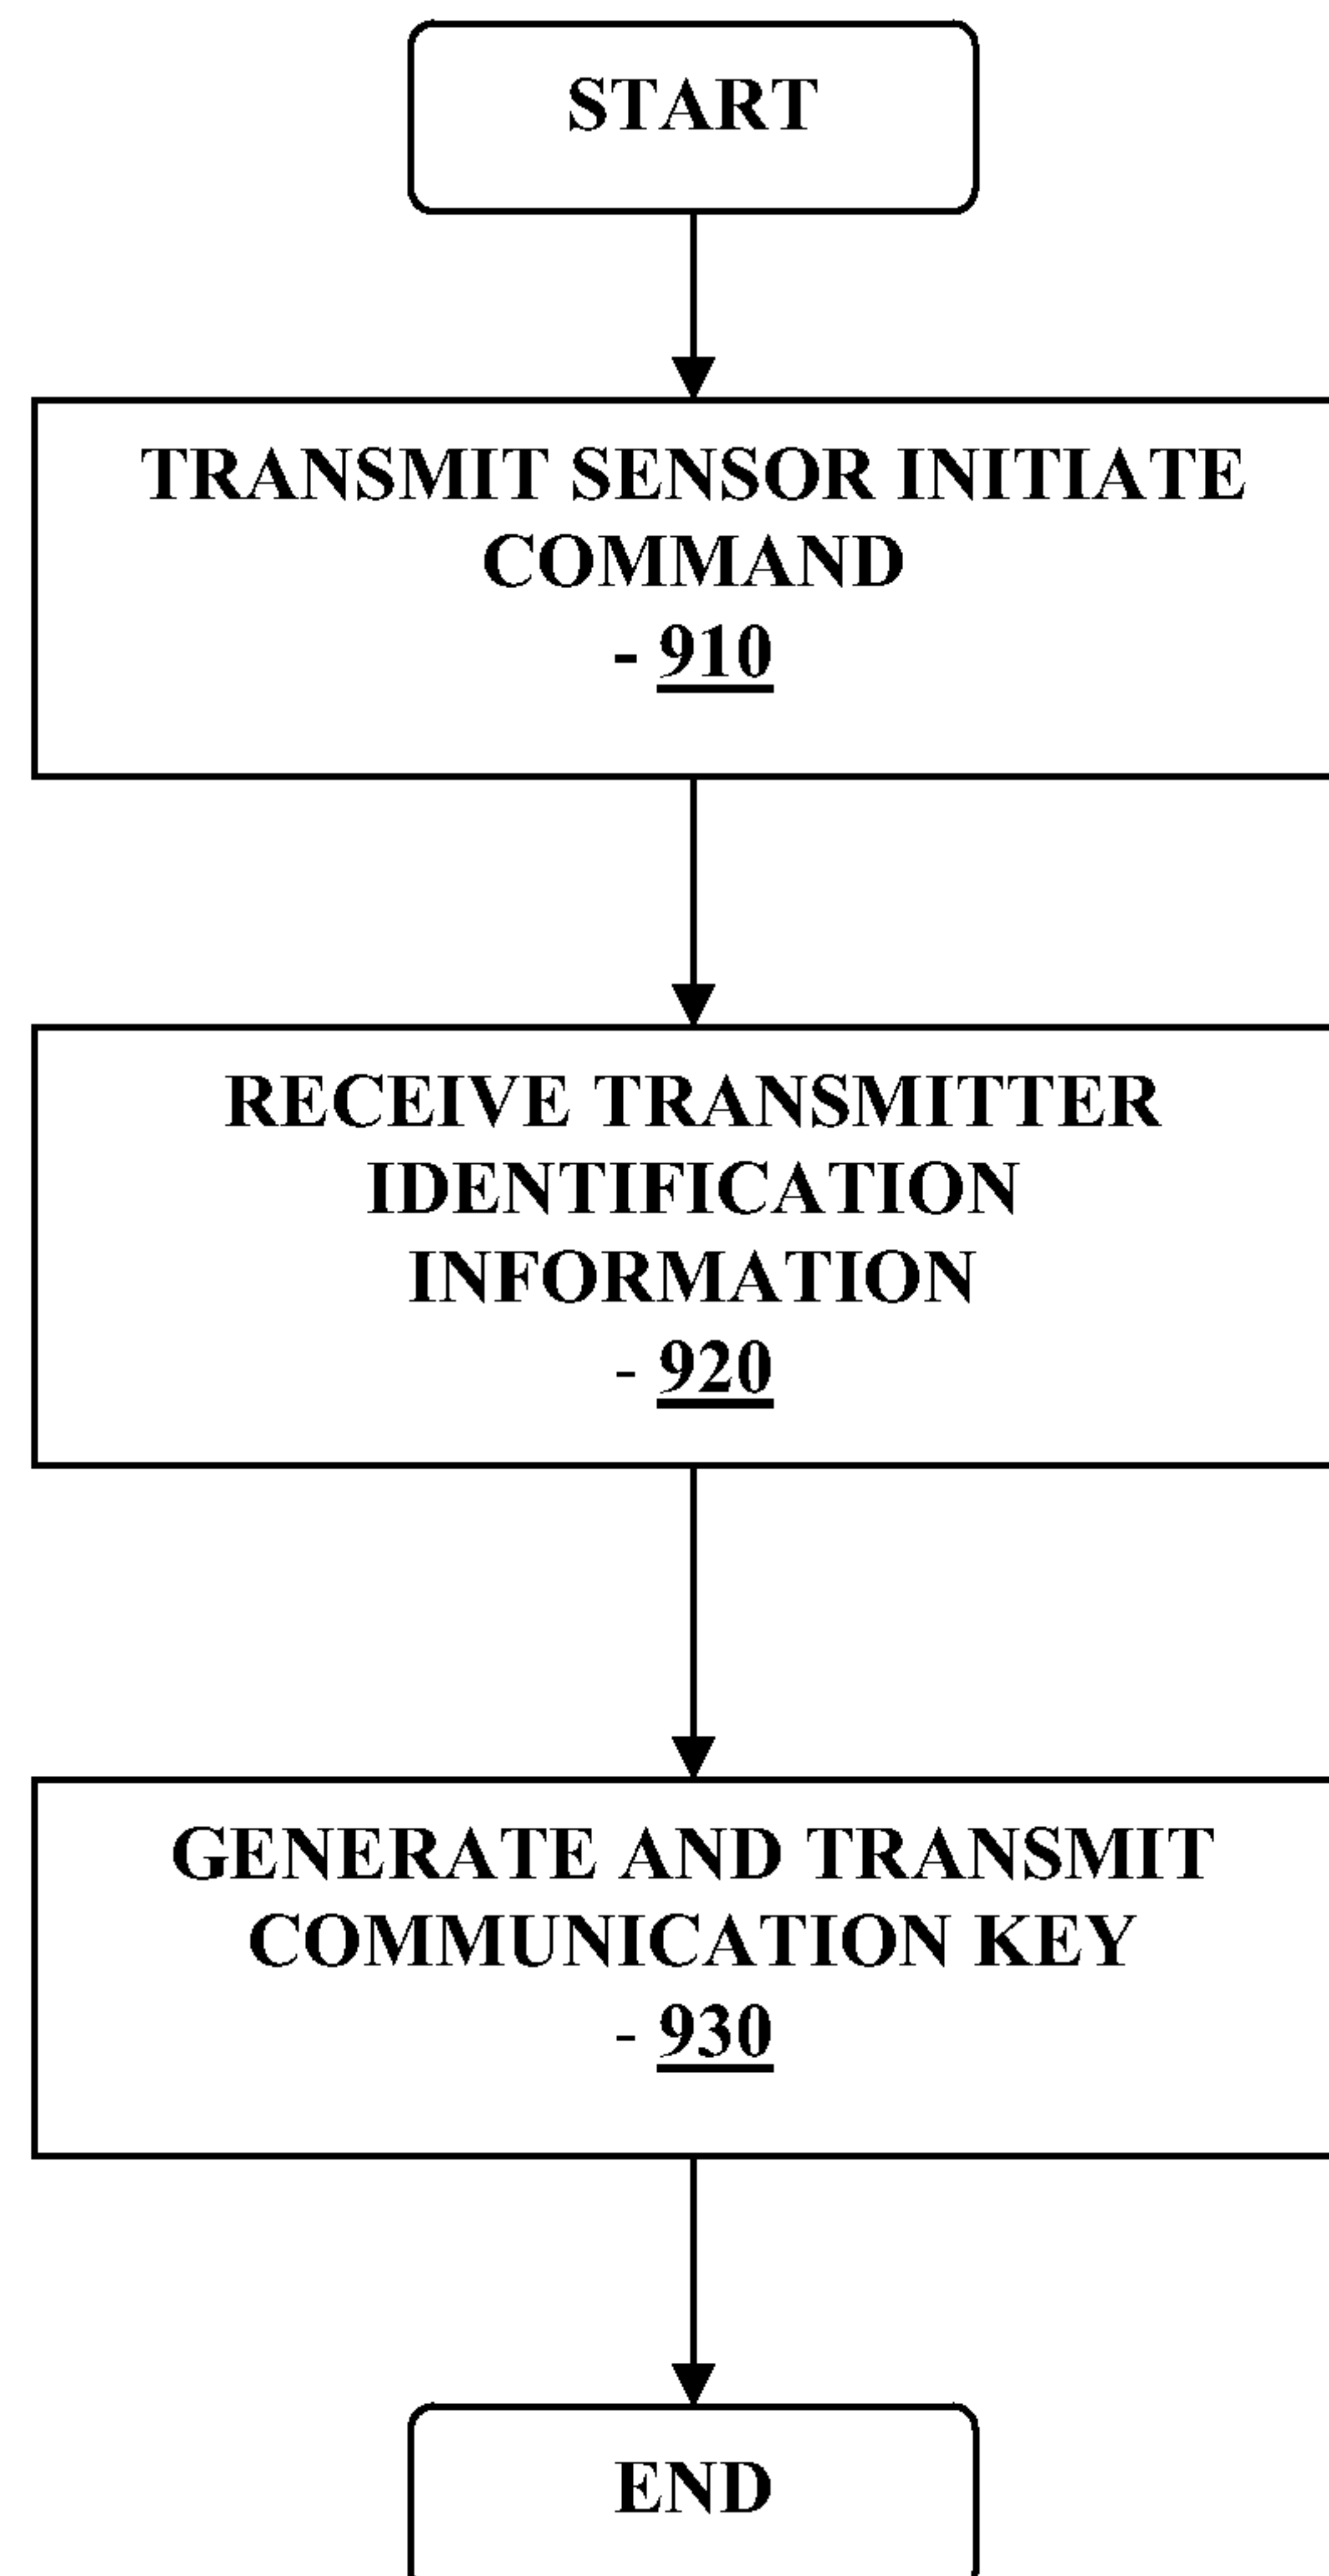 START
TRANSMIT SENSOR INITIATE
COMMAND
- 910
RECEIVE TRANSMITTER
IDENTIFICATION
INFORMATION
- 920
GENERATE AND TRANSMIT
COMMUNICATION KEY
- 930
END